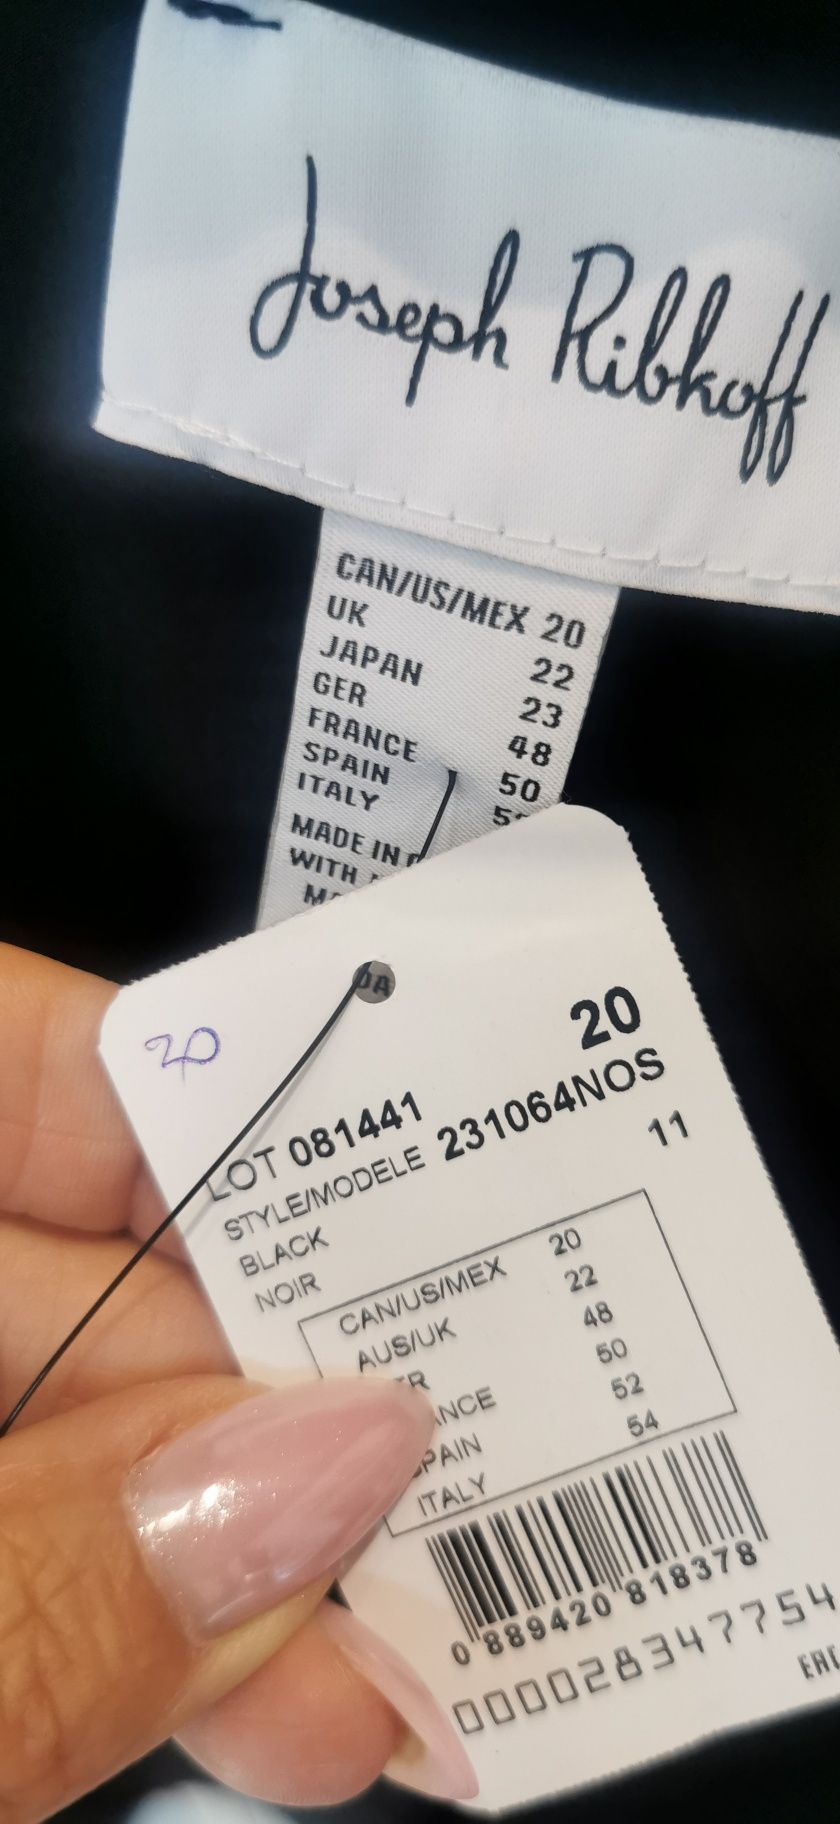 Joseph Ribkoff
CAN/US/MEX 20
UK 22
JAPAN 23
GER 48
FRANCE 50
SPAIN
ITALY
MADE IN
WITH
20
20
LOT 081441
STYLE/MODELE 231064NOS
BLACK 11
NOIR
CAN/US/MEX 20
AUS/UK 22
48
50
SPAIN 52
ITALY 54
0 889420 818378
000028347754
EAC